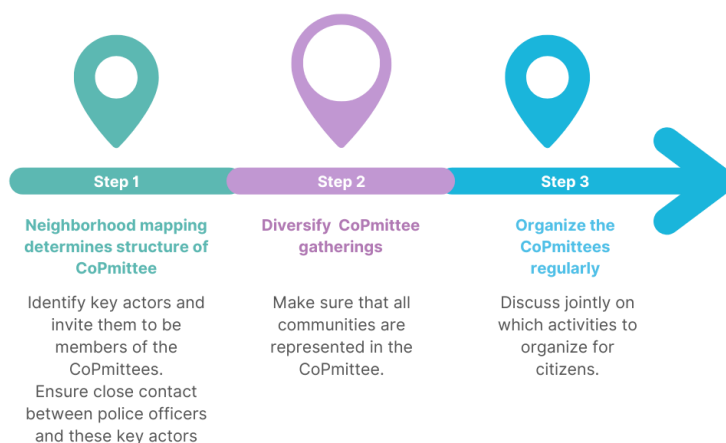 Step 1
Step 2
Step 3
Neighborhood mapping
determines structure of
CoPmittee
Identify key actors and
invite them to be
members of the
CoPmittees.
Ensure close contact
between police officers
and these key actors
Diversify CoPmittee
gatherings
Make sure that all
communities are
represented in the
CoPmittee.
Organize the
CoPmittees
regularly
Discuss jointly on
which activities to
organize for
citizens.